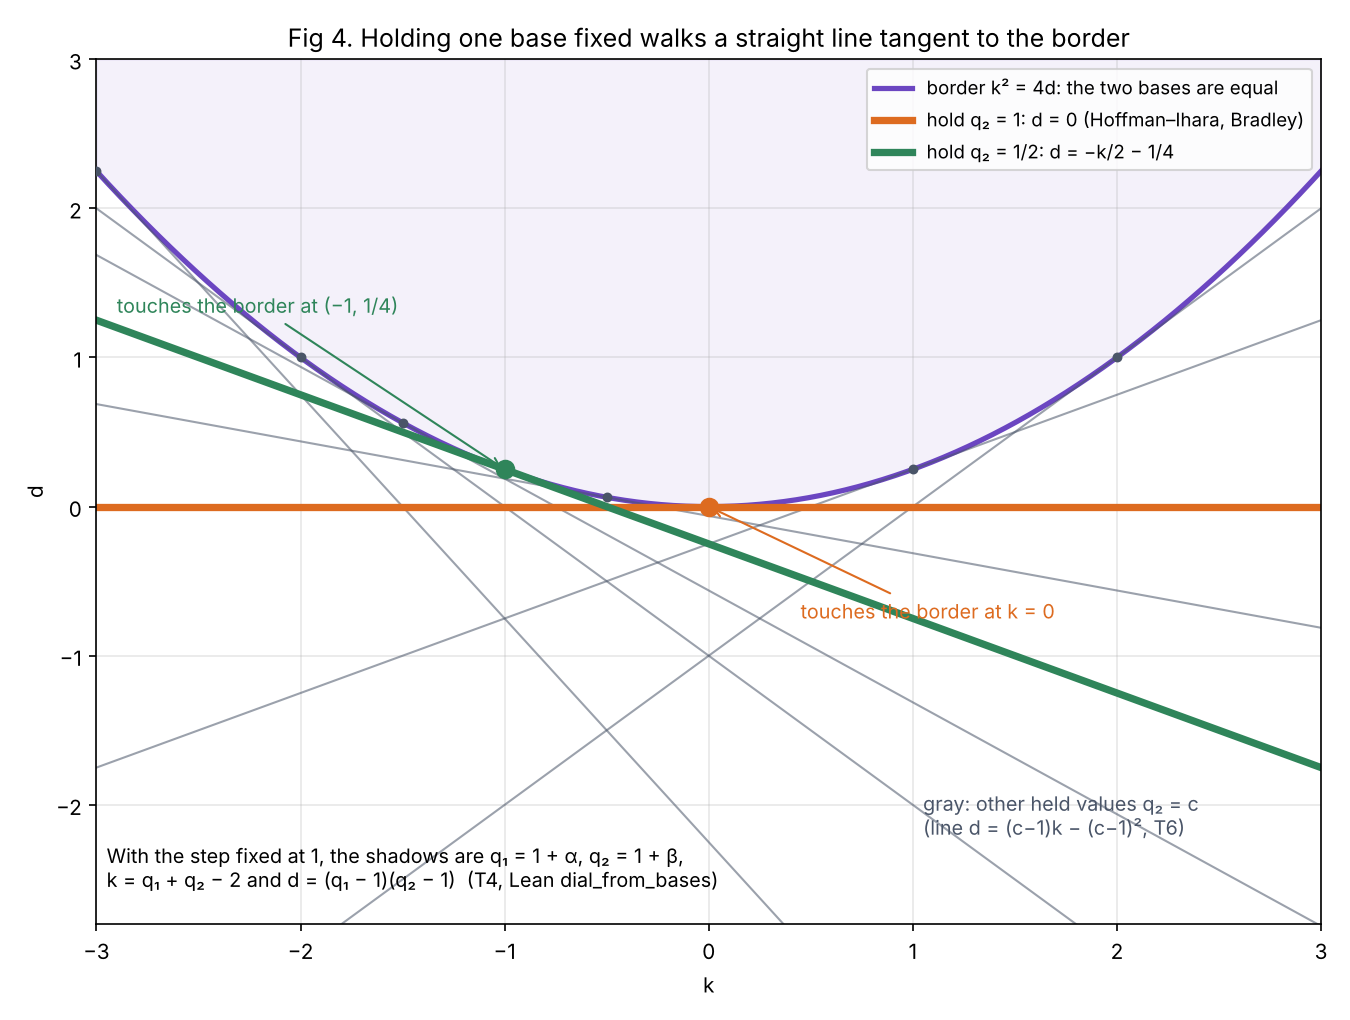 Fig 4. Holding one base fixed walks a straight line tangent to the border
border k² = 4d: the two bases are equal
hold q₂ = 1: d = 0 (Hoffman–Ihara, Bradley)
hold q₂ = 1/2: d = −k/2 − 1/4
touches the border at (−1, 1/4)
touches the border at k = 0
gray: other held values q₂ = c
(line d = (c−1)k − (c−1)², T6)
With the step fixed at 1, the shadows are q₁ = 1 + α, q₂ = 1 + β,
k = q₁ + q₂ − 2 and d = (q₁ − 1)(q₂ − 1)  (T4, Lean dial_from_bases)
3
2
1
0
−1
−2
d
−3 −2 −1 0 1 2 3
k